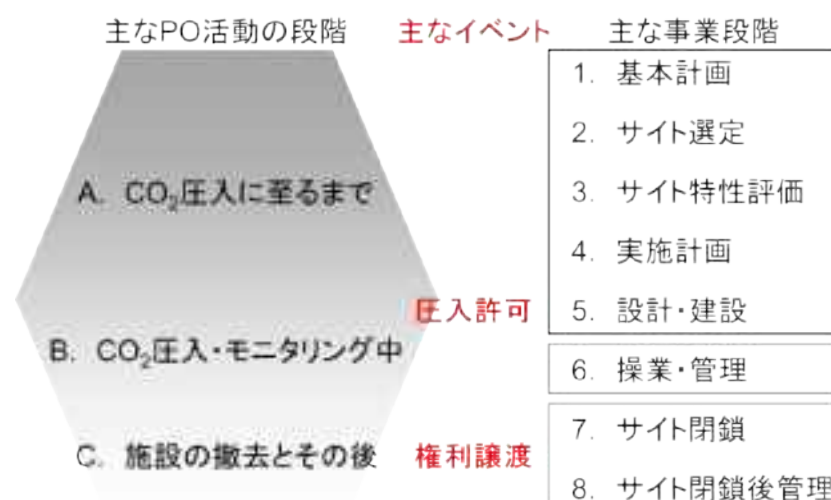 主なPO活動の段階
主なイベント
主な事業段階
A. CO₂圧入に至るまで
B. CO₂圧入・モニタリング中
C. 施設の撤去とその後
圧入許可
権利譲渡
1. 基本計画
2. サイト選定
3. サイト特性評価
4. 実施計画
5. 設計・建設
6. 操業・管理
7. サイト閉鎖
8. サイト閉鎖後管理